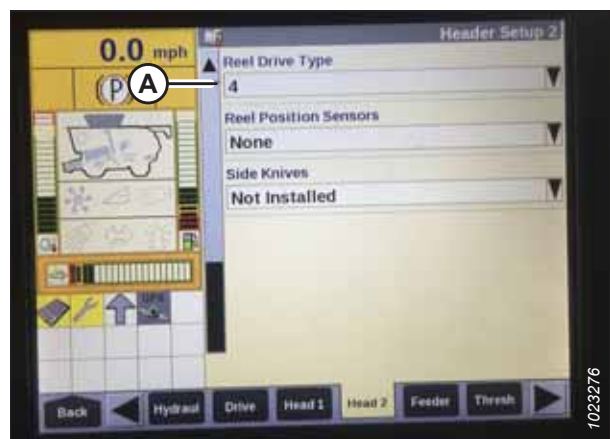 Header Setup 2
0.0 mph
(P)
A
Reel Drive Type
4
Reel Position Sensors
None
Side Knives
Not Installed
GPS
Back
Hydraul
Drive
Head 1
Head 2
Feeder
Thresh
1023276